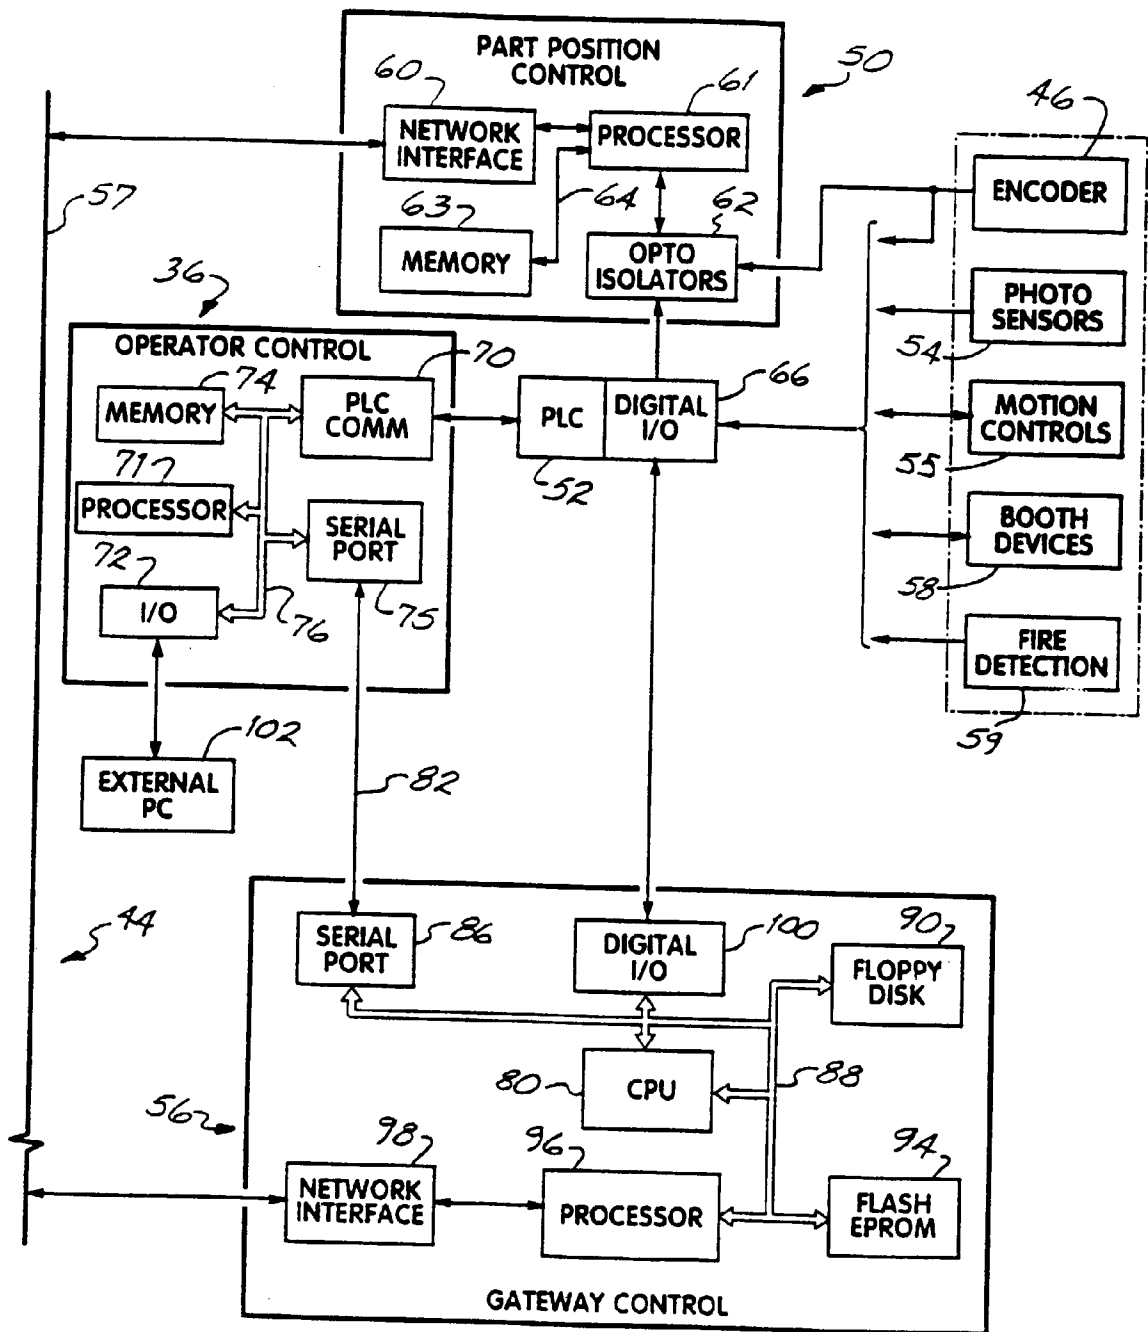 PART POSITION
CONTROL
50
60
61
46
NETWORK
INTERFACE
PROCESSOR
ENCODER
57
63
64
62
MEMORY
OPTO
ISOLATORS
36
PHOTO
SENSORS
54
OPERATOR CONTROL
70
66
74
MEMORY
PLC
COMM
PLC
DIGITAL
I/O
MOTION
CONTROLS
71
52
55
PROCESSOR
SERIAL
PORT
BOOTH
DEVICES
72
58
I/O
76
75
FIRE
DETECTION
59
102
EXTERNAL
PC
82
44
SERIAL
PORT
86
DIGITAL
I/O
100
90
FLOPPY
DISK
80
CPU
88
56
98
96
94
NETWORK
INTERFACE
PROCESSOR
FLASH
EPROM
GATEWAY CONTROL